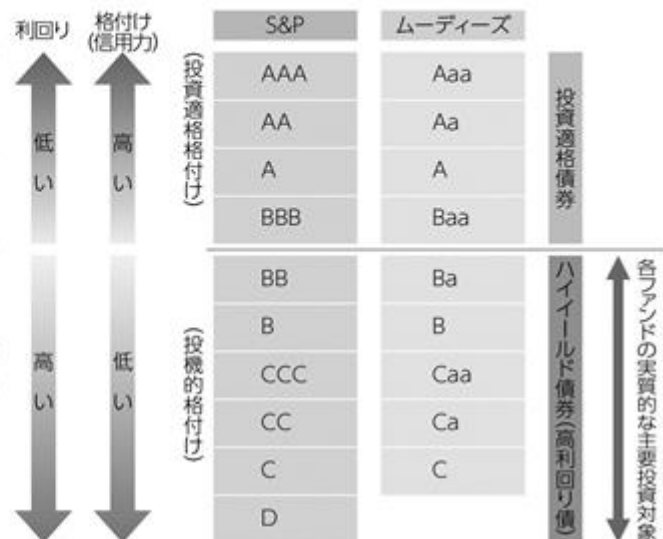 利回り
格付け
(信用力)
S&P
ムーディーズ
低い
高い
(投資適格格付け)
AAA
Aaa
AA
Aa
A
A
BBB
Baa
投資適格債券
高い
低い
(投機的格付け)
BB
Ba
B
B
CCC
Caa
CC
Ca
C
C
D
ハイイールド債券(高利回り債)
各ファンドの実質的な主要投資対象